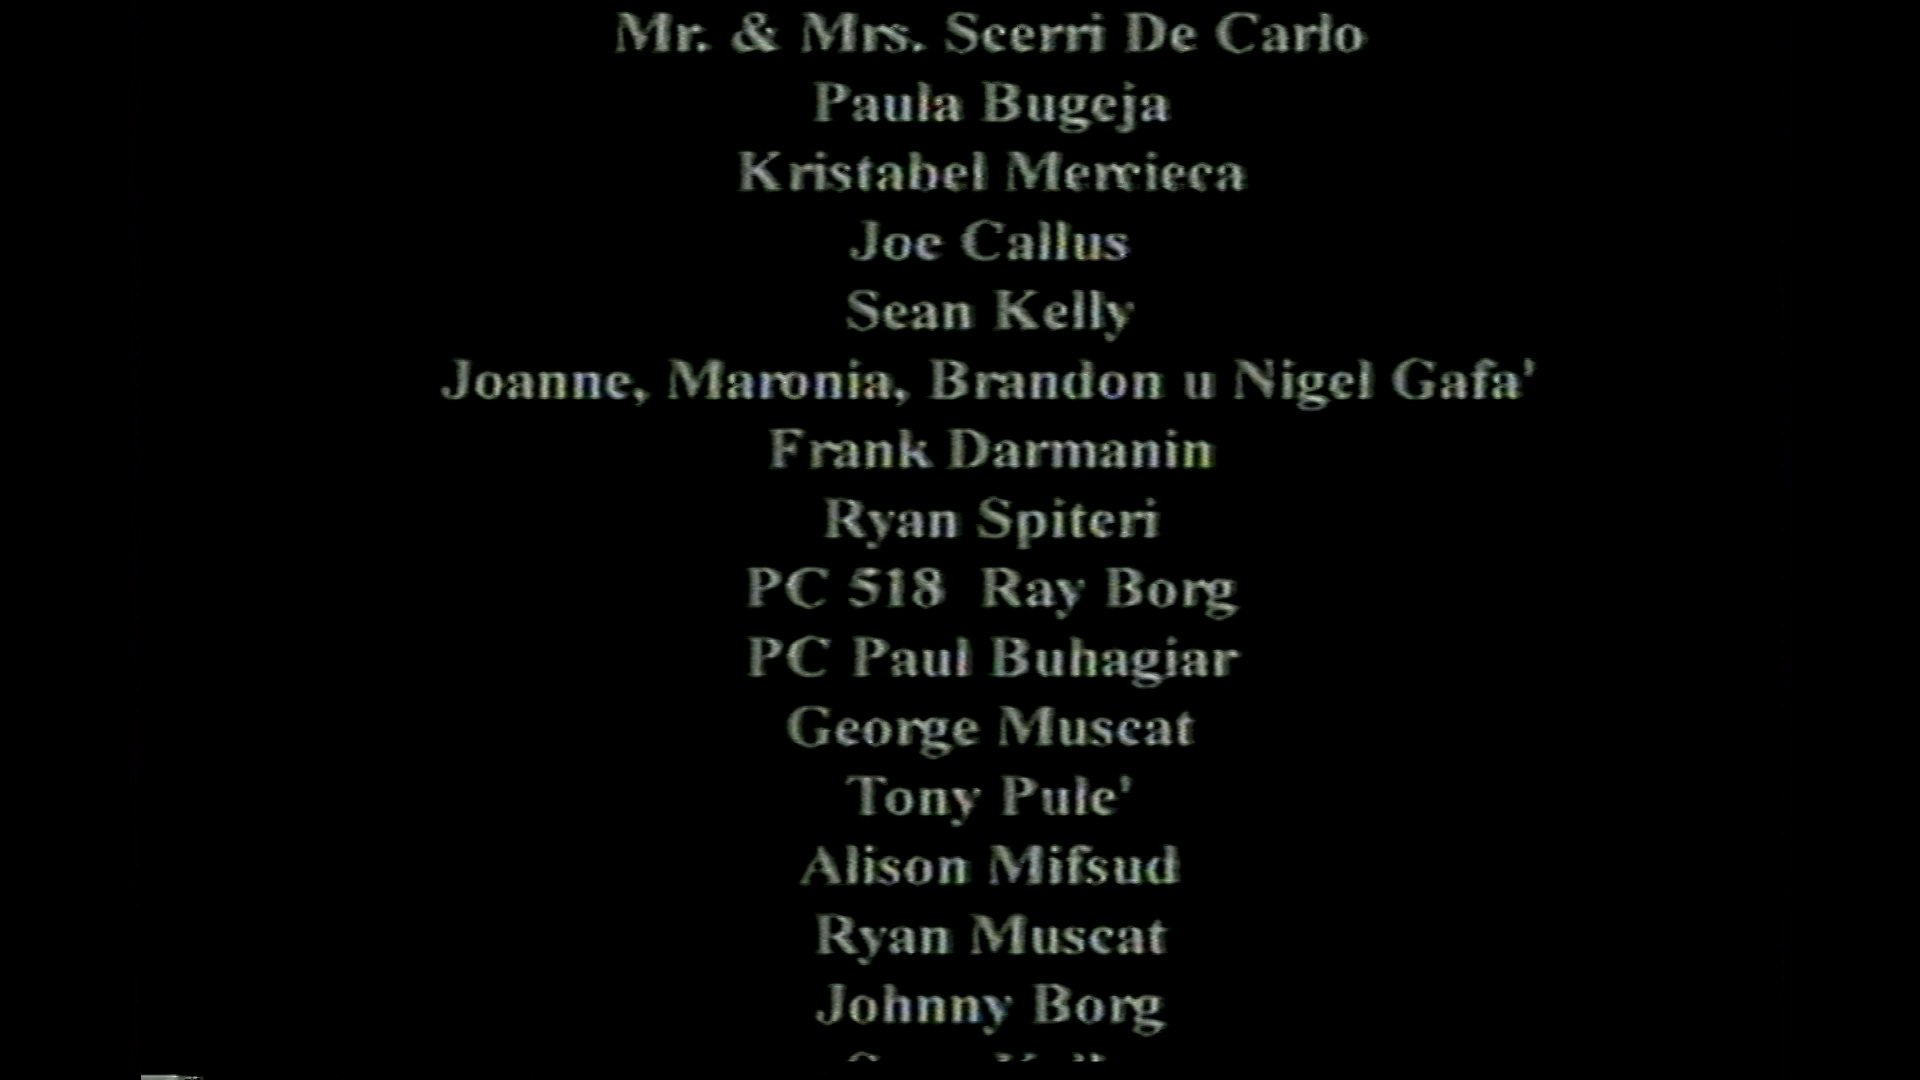 Mr. & Mrs. Scerri De Carlo
Paula Bugeja
Kristabel Mercieca
Joe Callus
Sean Kelly
Joanne, Maronia, Brandon u Nigel Gafa'
Frank Darmanin
Ryan Spiteri
PC 518  Ray Borg
PC Paul Buhagiar
George Muscat
Tony Pule'
Alison Mifsud
Ryan Muscat
Johnny Borg